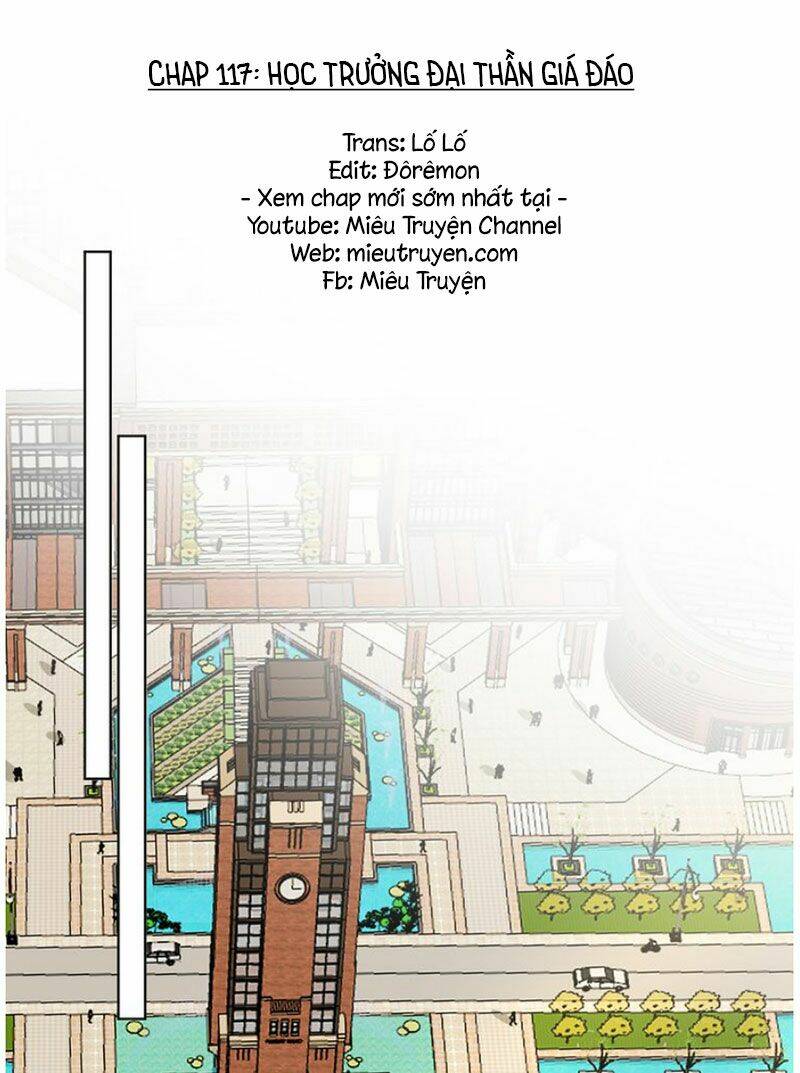 CHAP 117: HỌC TRƯỞNG ĐẠI THẦN GIÁ ĐÁO
Trans: Lố Lố
Edit: Đôrêmon
- Xem chap mới sớm nhất tại -
Youtube: Miêu Truyện Channel
Web: mieutruyen.com
Fb: Miêu Truyện